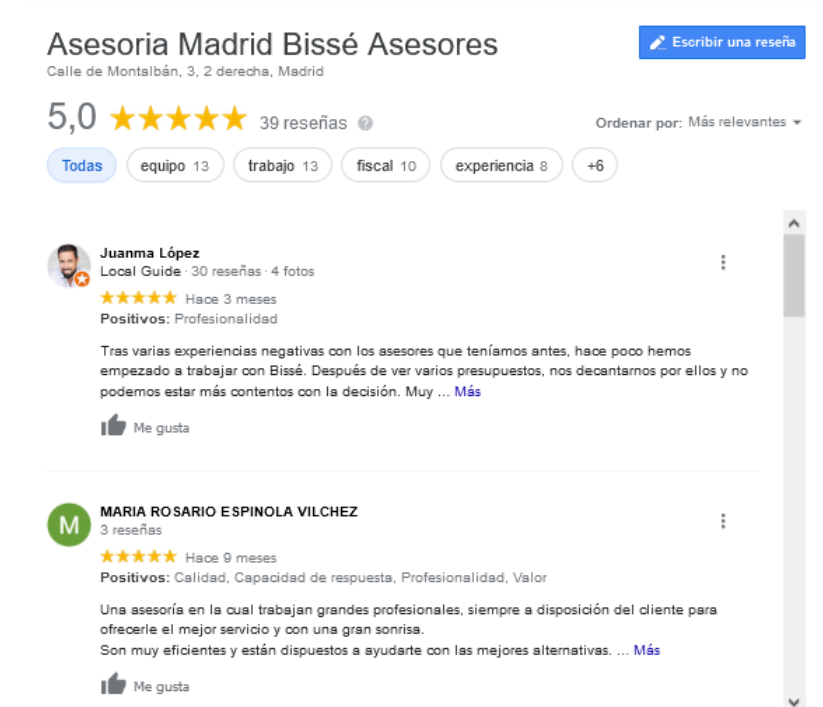 Asesoria Madrid Bissé Asesores
Escribir una reseña
Calle de Montalbán, 3, 2 derecha, Madrid
5,0 39 reseñas
Ordenar por: Más relevantes
Todas equipo 13 trabajo 13 fiscal 10 experiencia 8 +6
Juanma López
Local Guide · 30 reseñas · 4 fotos
Hace 3 meses
Positivos: Profesionalidad
Tras varias experiencias negativas con los asesores que teníamos antes, hace poco hemos
empezado a trabajar con Bissé. Después de ver varios presupuestos, nos decantamos por ellos y no
podemos estar más contentos con la decisión. Muy ... Más
Me gusta
M
MARIA ROSARIO ESPINOLA VILCHEZ
3 reseñas
Hace 9 meses
Positivos: Calidad, Capacidad de respuesta, Profesionalidad, Valor
Una asesoría en la cual trabajan grandes profesionales, siempre a disposición del cliente para
ofrecerle el mejor servicio y con una gran sonrisa.
Son muy eficientes y están dispuestos a ayudarte con las mejores alternativas. ... Más
Me gusta